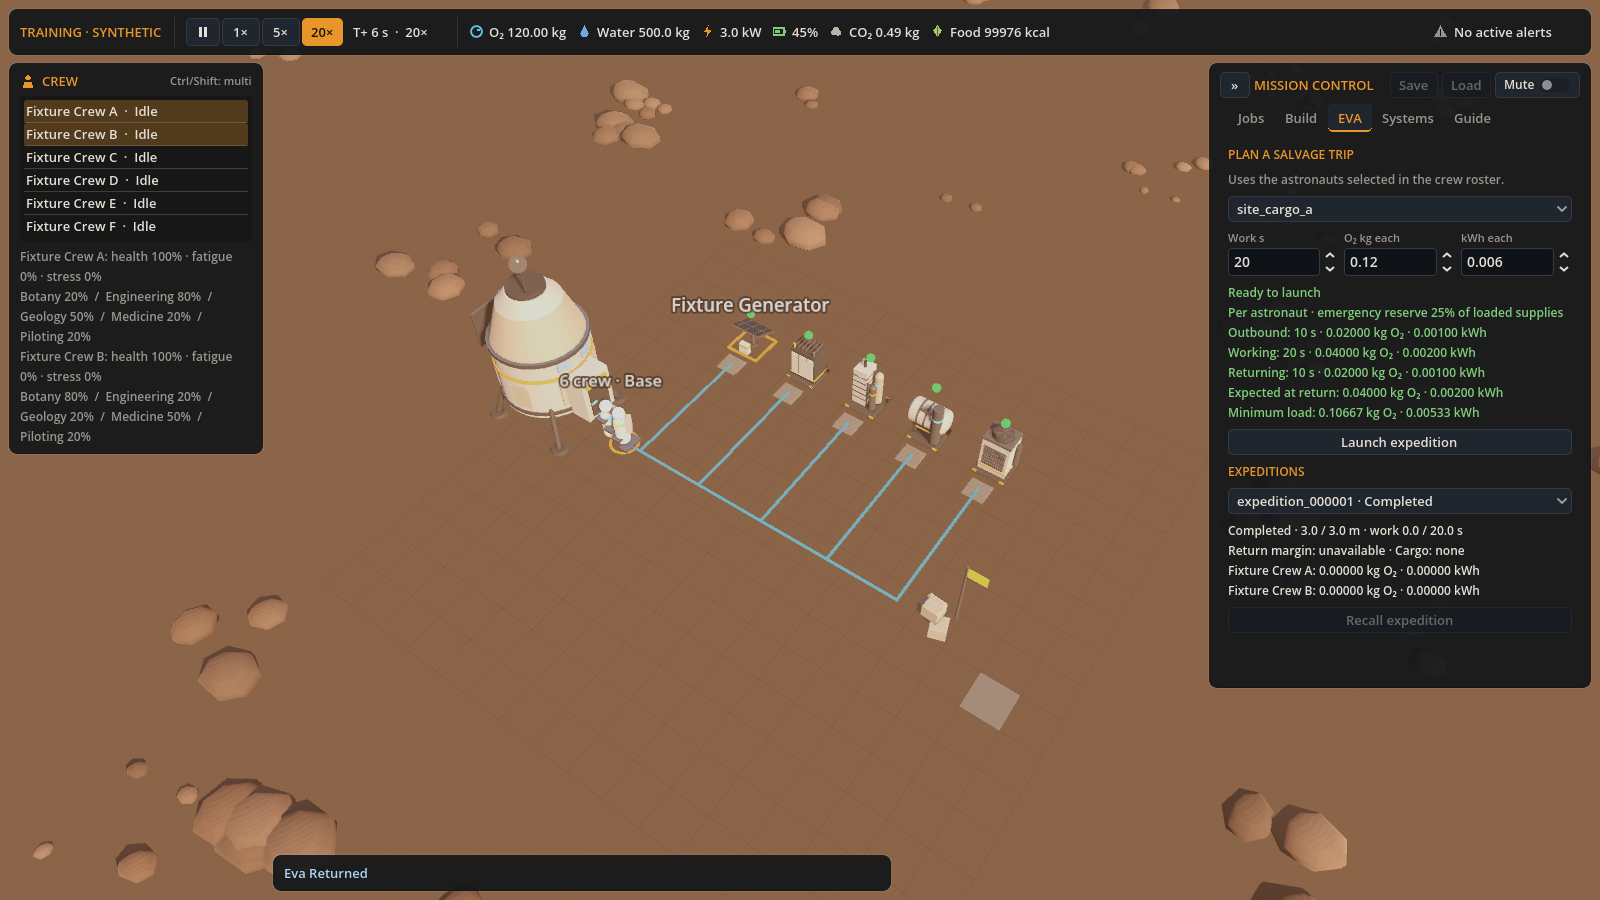 TRAINING · SYNTHETIC
1×
5×
20×
T+ 6 s · 20×
O₂ 120.00 kg
Water 500.0 kg
3.0 kW
45%
CO₂ 0.49 kg
Food 99976 kcal
No active alerts
CREW
Ctrl/Shift: multi
Fixture Crew A · Idle
Fixture Crew B · Idle
Fixture Crew C · Idle
Fixture Crew D · Idle
Fixture Crew E · Idle
Fixture Crew F · Idle
Fixture Crew A: health 100% · fatigue
0% · stress 0%
Botany 20% / Engineering 80% /
Geology 50% / Medicine 20% /
Piloting 20%
Fixture Crew B: health 100% · fatigue
0% · stress 0%
Botany 80% / Engineering 20% /
Geology 20% / Medicine 50% /
Piloting 20%
Fixture Generator
6 crew · Base
»
MISSION CONTROL
Save
Load
Mute
Jobs
Build
EVA
Systems
Guide
PLAN A SALVAGE TRIP
Uses the astronauts selected in the crew roster.
site_cargo_a
Work s
O₂ kg each
kWh each
20
0.12
0.006
Ready to launch
Per astronaut · emergency reserve 25% of loaded supplies
Outbound: 10 s · 0.02000 kg O₂ · 0.00100 kWh
Working: 20 s · 0.04000 kg O₂ · 0.00200 kWh
Returning: 10 s · 0.02000 kg O₂ · 0.00100 kWh
Expected at return: 0.04000 kg O₂ · 0.00200 kWh
Minimum load: 0.10667 kg O₂ · 0.00533 kWh
Launch expedition
EXPEDITIONS
expedition_000001 · Completed
Completed · 3.0 / 3.0 m · work 0.0 / 20.0 s
Return margin: unavailable · Cargo: none
Fixture Crew A: 0.00000 kg O₂ · 0.00000 kWh
Fixture Crew B: 0.00000 kg O₂ · 0.00000 kWh
Recall expedition
Eva Returned